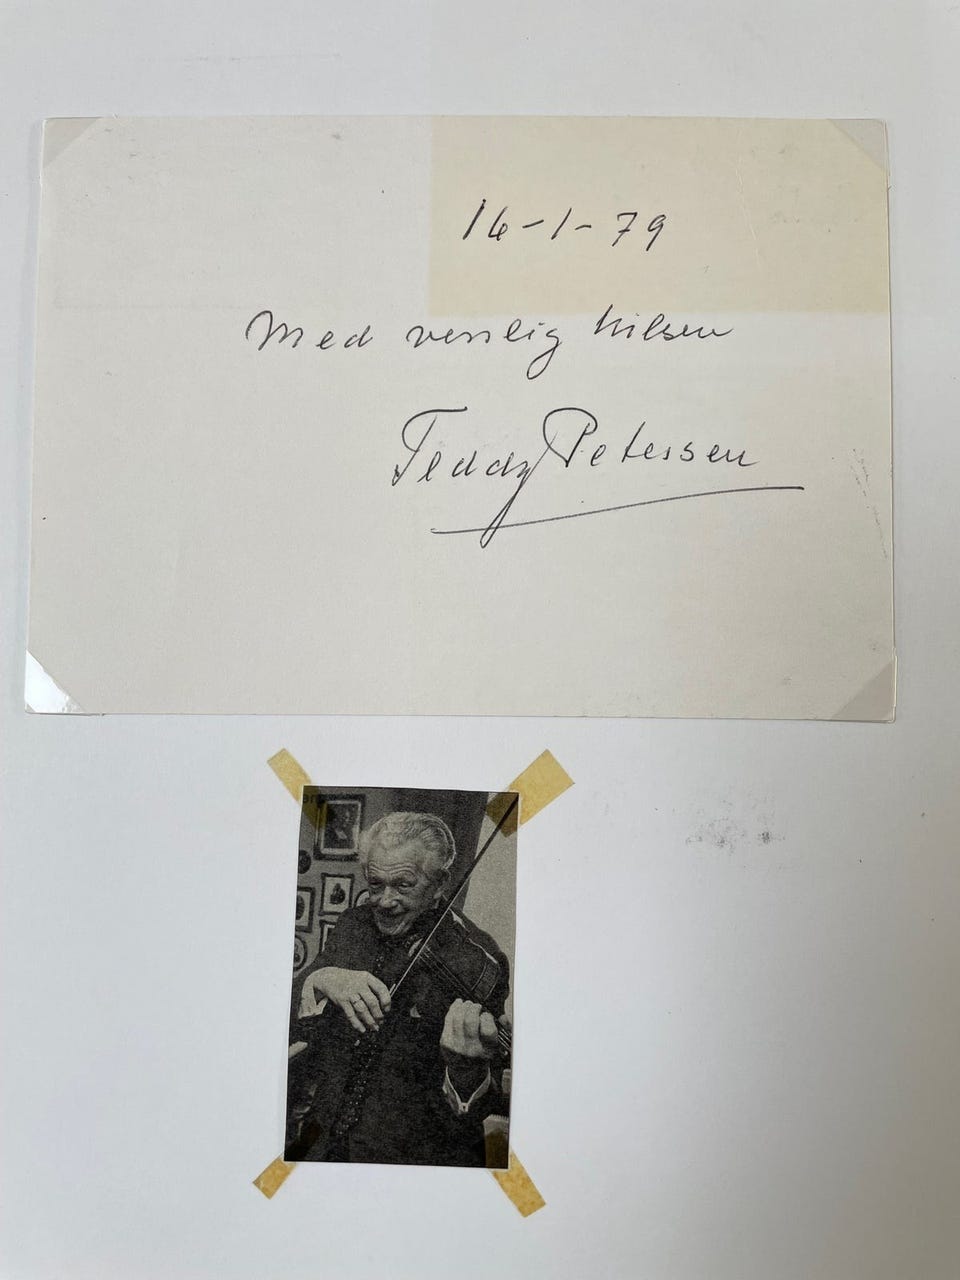 16-1-79
Med venlig hilsen
Teddy Petersen